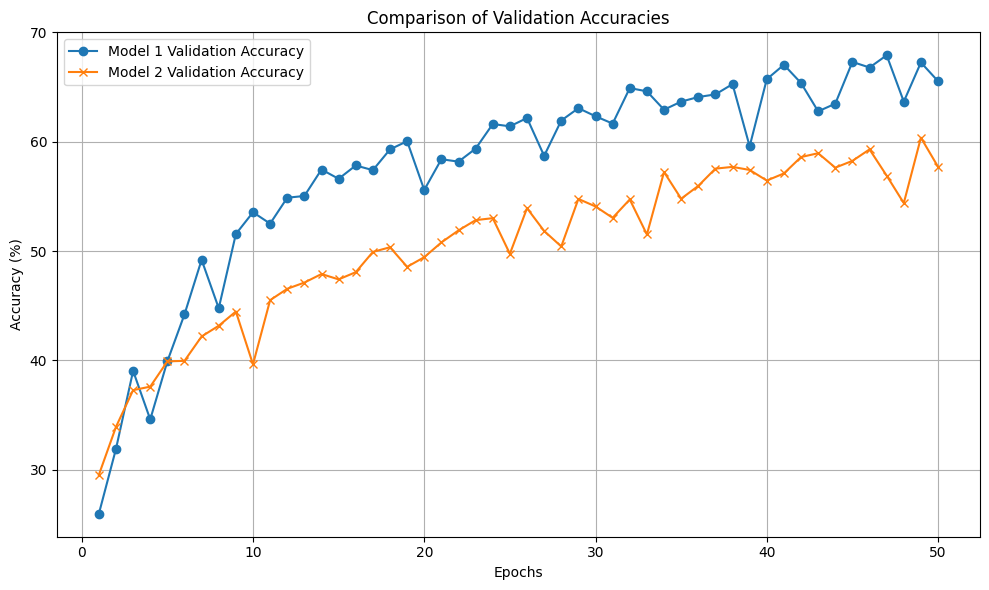 Comparison of Validation Accuracies
Model 1 Validation Accuracy
Model 2 Validation Accuracy
Accuracy (%)
70
60
50
40
30
0 10 20 30 40 50
Epochs